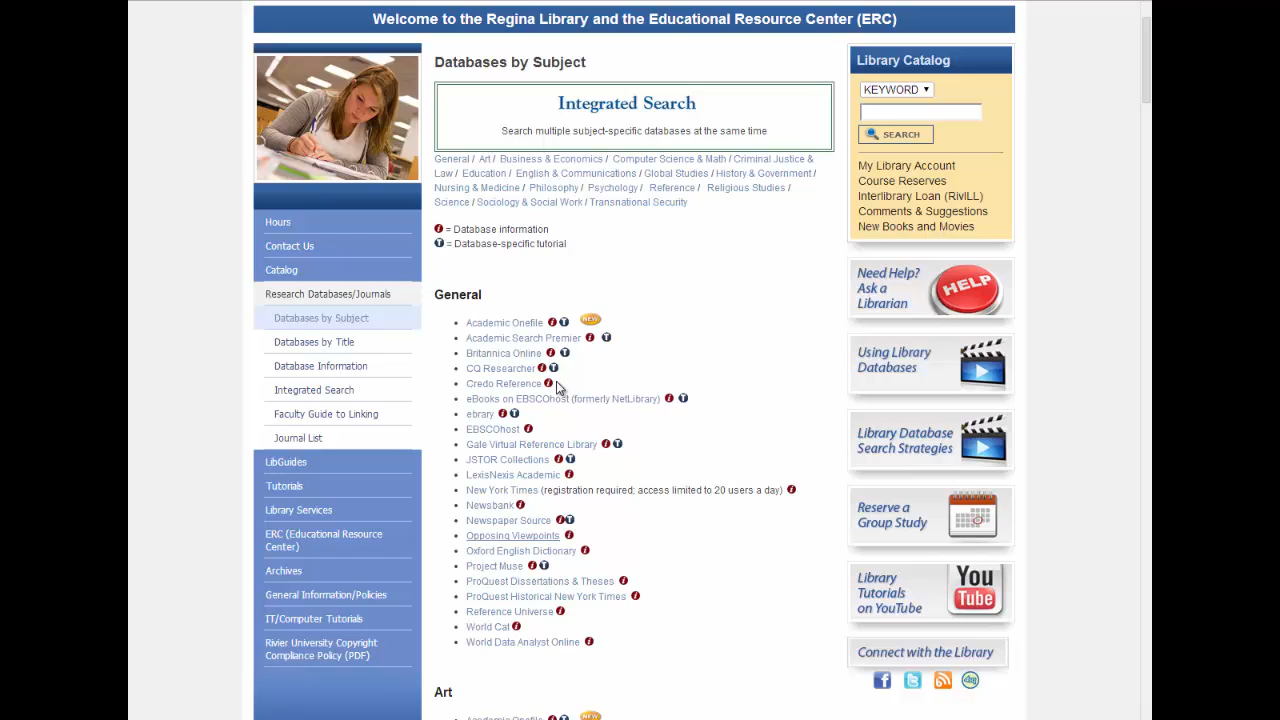 Welcome to the Regina Library and the Educational Resource Center (ERC)
Hours
Contact Us
Catalog
Research Databases/Journals
Databases by Subject
Databases by Title
Database Information
Integrated Search
Faculty Guide to Linking
Journal List
LibGuides
Tutorials
Library Services
ERC (Educational Resource
Center)
Archives
General Information/Policies
IT/Computer Tutorials
Rivier University Copyright
Compliance Policy (PDF)
Databases by Subject
Integrated Search
Search multiple subject-specific databases at the same time
General / Art / Business & Economics / Computer Science & Math / Criminal Justice &
Law / Education / English & Communications / Global Studies / History & Government /
Nursing & Medicine / Philosophy / Psychology / Reference / Religious Studies /
Science / Sociology & Social Work / Transnational Security
i = Database information
T = Database-specific tutorial
General
Academic Onefile i T NEW
Academic Search Premier i T
Britannica Online i T
CQ Researcher i T
Credo Reference i
eBooks on EBSCOhost (formerly NetLibrary) i T
ebrary i T
EBSCOhost i
Gale Virtual Reference Library i T
JSTOR Collections i T
LexisNexis Academic i
New York Times (registration required; access limited to 20 users a day) i
Newsbank i
Newspaper Source i T
Opposing Viewpoints i
Oxford English Dictionary i
Project Muse i T
ProQuest Dissertations & Theses i
ProQuest Historical New York Times i
Reference Universe i
World Cat i
World Data Analyst Online i
Art
Academic Onefile i T NEW
Library Catalog
KEYWORD
SEARCH
My Library Account
Course Reserves
Interlibrary Loan (RivILL)
Comments & Suggestions
New Books and Movies
Need Help?
Ask a
Librarian
HELP
Using Library
Databases
Library Database
Search Strategies
Reserve a
Group Study
Library
Tutorials
on YouTube
You
Tube
Connect with the Library